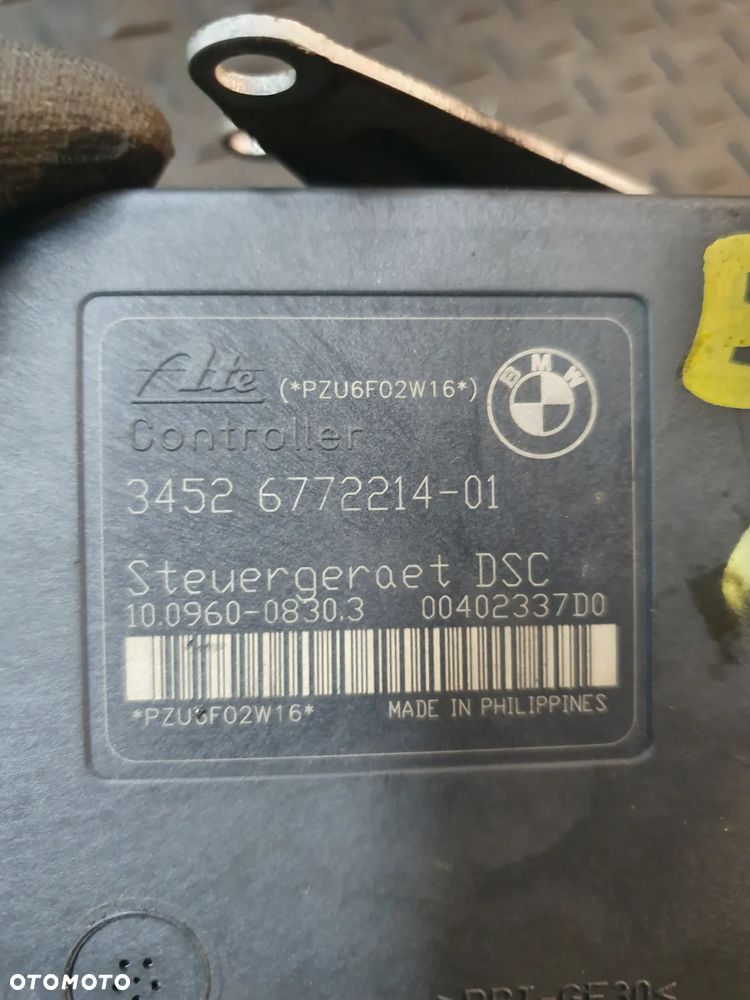 Ate (*PZU6F02W16*) BMW
Controller
3452 6772214-01
Steuergeraet DSC
10.0960-0830.3 00402337D0
*PZU6F02W16* MADE IN PHILIPPINES
OTOMOTO